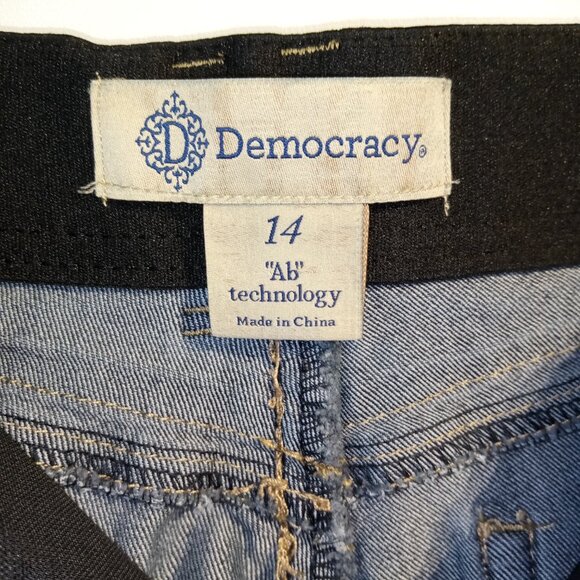 D Democracy®
14
"Ab"
technology
Made in China